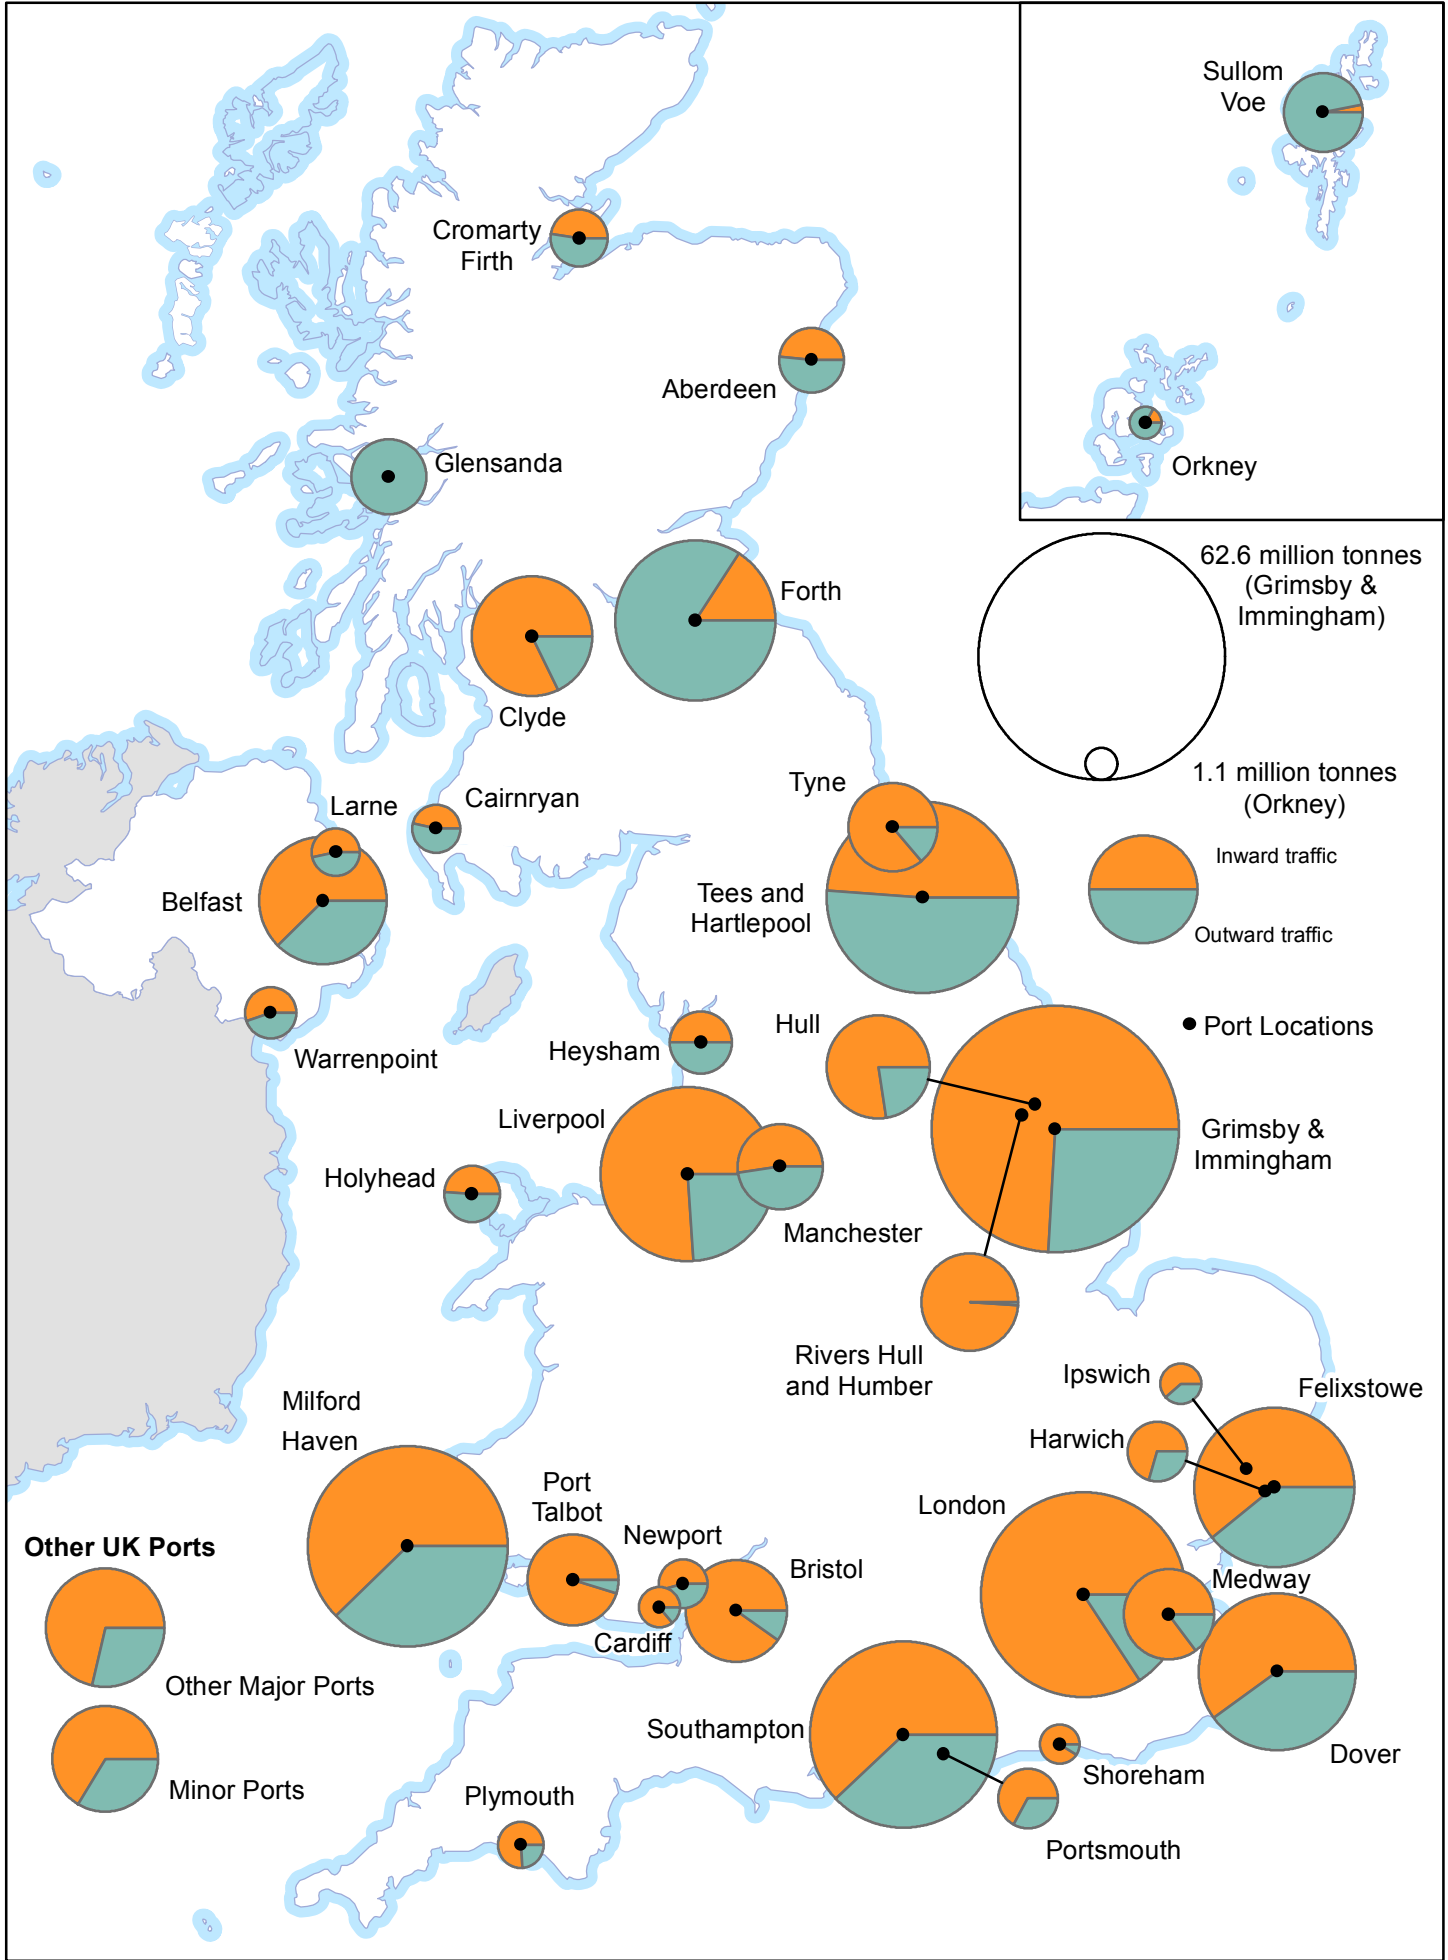 Sullom
Voe
Cromarty
Firth
Aberdeen
Orkney
Glensanda
62.6 million tonnes
(Grimsby &
Immingham)
Forth
Clyde
1.1 million tonnes
(Orkney)
Tyne
Larne
Cairnryan
Inward traffic
Belfast
Tees and
Hartlepool
Outward traffic
Hull
Port Locations
Warrenpoint
Heysham
Liverpool
Grimsby &
Immingham
Holyhead
Manchester
Rivers Hull
and Humber
Ipswich
Felixstowe
Milford
Haven
Harwich
Port
Talbot
London
Newport
Other UK Ports
Bristol
Medway
Cardiff
Other Major Ports
Southampton
Dover
Shoreham
Minor Ports
Plymouth
Portsmouth